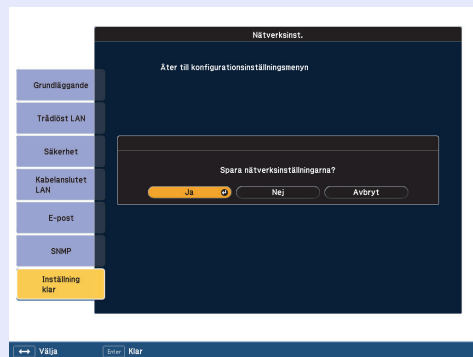 Nätverksinst.
Åter till konfigurationsinställningsmenyn
Grundläggande
Trådlöst LAN
Säkerhet
Kabelanslutet
LAN
E-post
SNMP
Inställning
klar
Spara nätverksinställningarna?
Ja Nej Avbryt
Välja Enter Klar